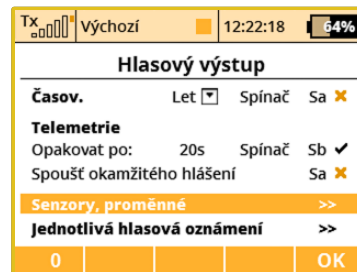 Tx Výchozí 12:22:18 64%
Hlasový výstup
Časov. Let Spínač Sa ✖
Telemetrie
Opakovat po: 20s Spínač Sb ✔
Spoušť okamžitého hlášení Sa ✖
Senzory, proměnné >>
Jednotlivá hlasová oznámení >>
0 OK